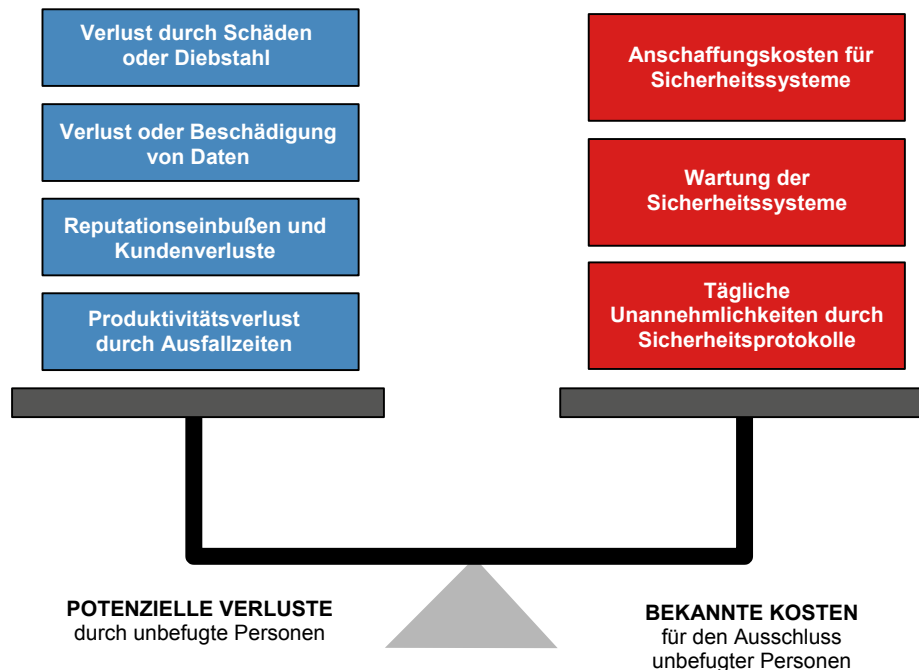 Verlust durch Schäden
oder Diebstahl
Verlust oder Beschädigung
von Daten
Reputationseinbußen und
Kundenverluste
Produktivitätsverlust
durch Ausfallzeiten
Anschaffungskosten für
Sicherheitssysteme
Wartung der
Sicherheitssysteme
Tägliche
Unannehmlichkeiten durch
Sicherheitsprotokolle
POTENZIELLE VERLUSTE
durch unbefugte Personen
BEKANNTE KOSTEN
für den Ausschluss
unbefugter Personen